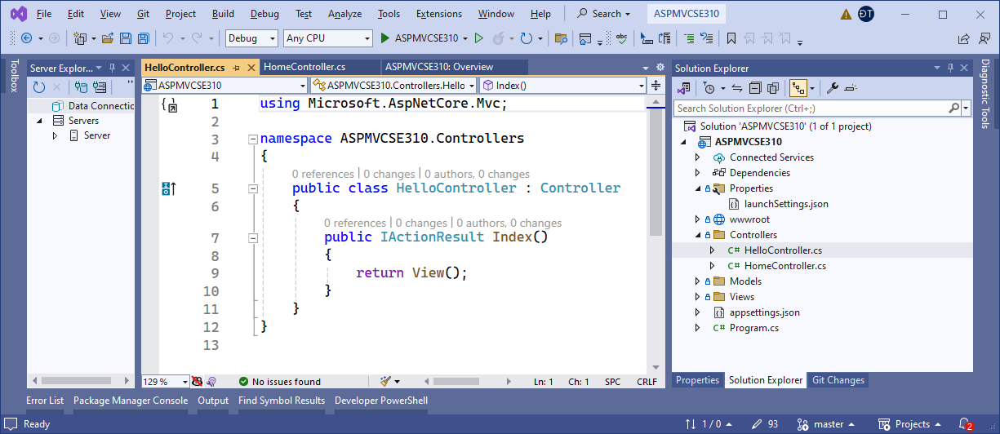 File Edit View Git Project Build Debug Test Analyze Tools Extensions Window Help Search ASPMVCSE310 ĐT
Debug Any CPU ASPMVCSE310
Toolbox
Server Explor...
Data Connectio
Servers
Server
HelloController.cs HomeController.cs ASPMVCSE310: Overview
ASPMVCSE310 ASPMVCSE310.Controllers.Hello Index()
1 using Microsoft.AspNetCore.Mvc;
2
3 namespace ASPMVCSE310.Controllers
4 {
0 references | 0 changes | 0 authors, 0 changes
5 public class HelloController : Controller
6 {
0 references | 0 changes | 0 authors, 0 changes
7 public IActionResult Index()
8 {
9 return View();
10 }
11 }
12 }
13
129 % No issues found Ln: 1 Ch: 1 SPC CRLF
Solution Explorer
Search Solution Explorer (Ctrl+;)
Solution 'ASPMVCSE310' (1 of 1 project)
ASPMVCSE310
Connected Services
Dependencies
Properties
launchSettings.json
wwwroot
Controllers
C# HelloController.cs
C# HomeController.cs
Models
Views
appsettings.json
C# Program.cs
Properties Solution Explorer Git Changes
Diagnostic Tools
Error List Package Manager Console Output Find Symbol Results Developer PowerShell
Ready 1 / 0 93 master Projects 2